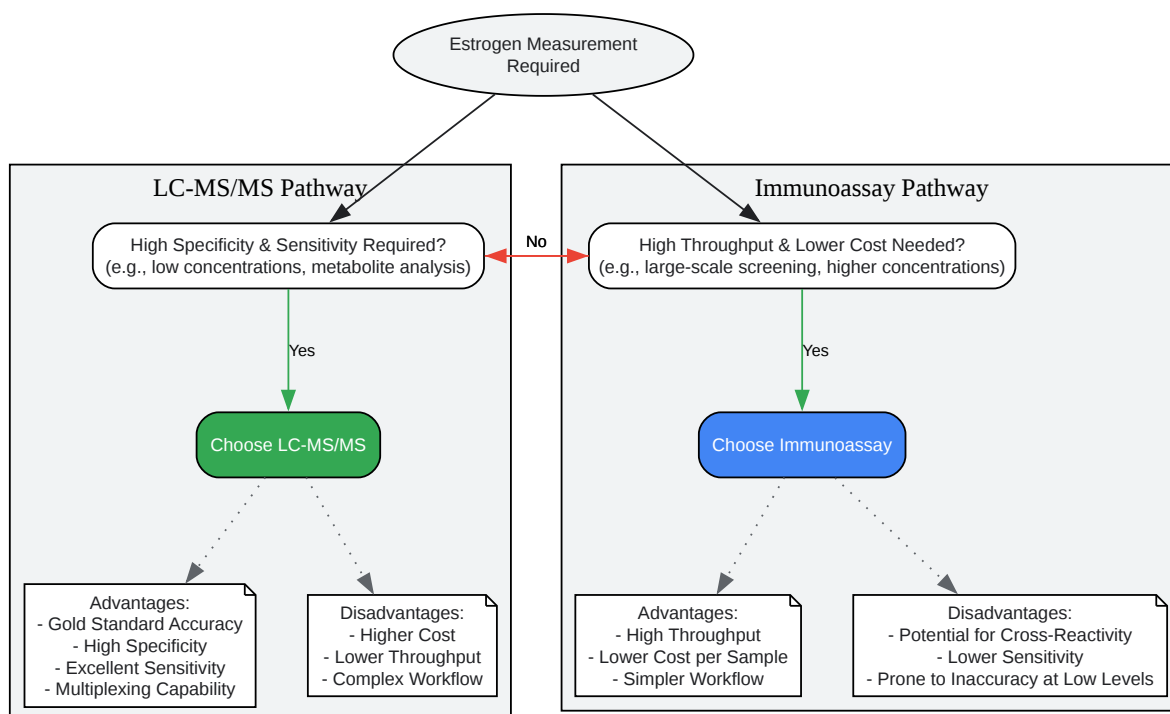 Estrogen Measurement
Required
LC-MS/MS Pathway
Immunoassay Pathway
High Specificity & Sensitivity Required?
(e.g., low concentrations, metabolite analysis)
No
High Throughput & Lower Cost Needed?
(e.g., large-scale screening, higher concentrations)
Yes
Yes
Choose LC-MS/MS
Choose Immunoassay
Advantages:
- Gold Standard Accuracy
- High Specificity
- Excellent Sensitivity
- Multiplexing Capability
Disadvantages:
- Higher Cost
- Lower Throughput
- Complex Workflow
Advantages:
- High Throughput
- Lower Cost per Sample
- Simpler Workflow
Disadvantages:
- Potential for Cross-Reactivity
- Lower Sensitivity
- Prone to Inaccuracy at Low Levels